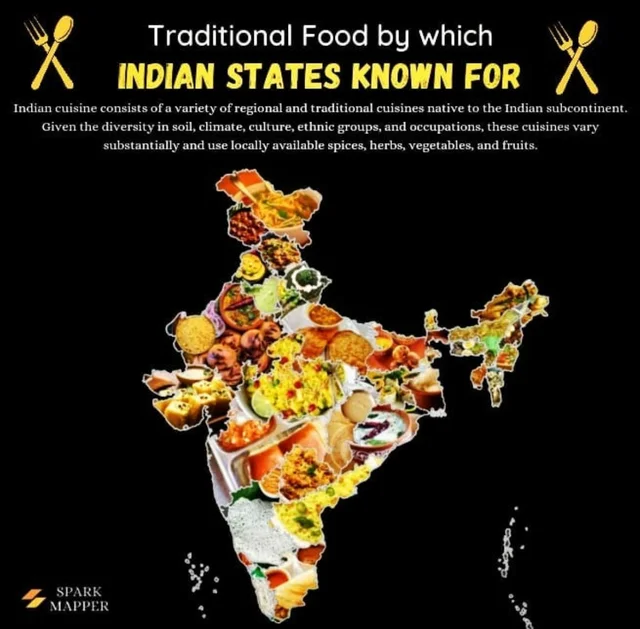 Traditional Food by which
INDIAN STATES KNOWN FOR
Indian cuisine consists of a variety of regional and traditional cuisines native to the Indian subcontinent.
Given the diversity in soil, climate, culture, ethnic groups, and occupations, these cuisines vary
substantially and use locally available spices, herbs, vegetables, and fruits.
SPARK
MAPPER